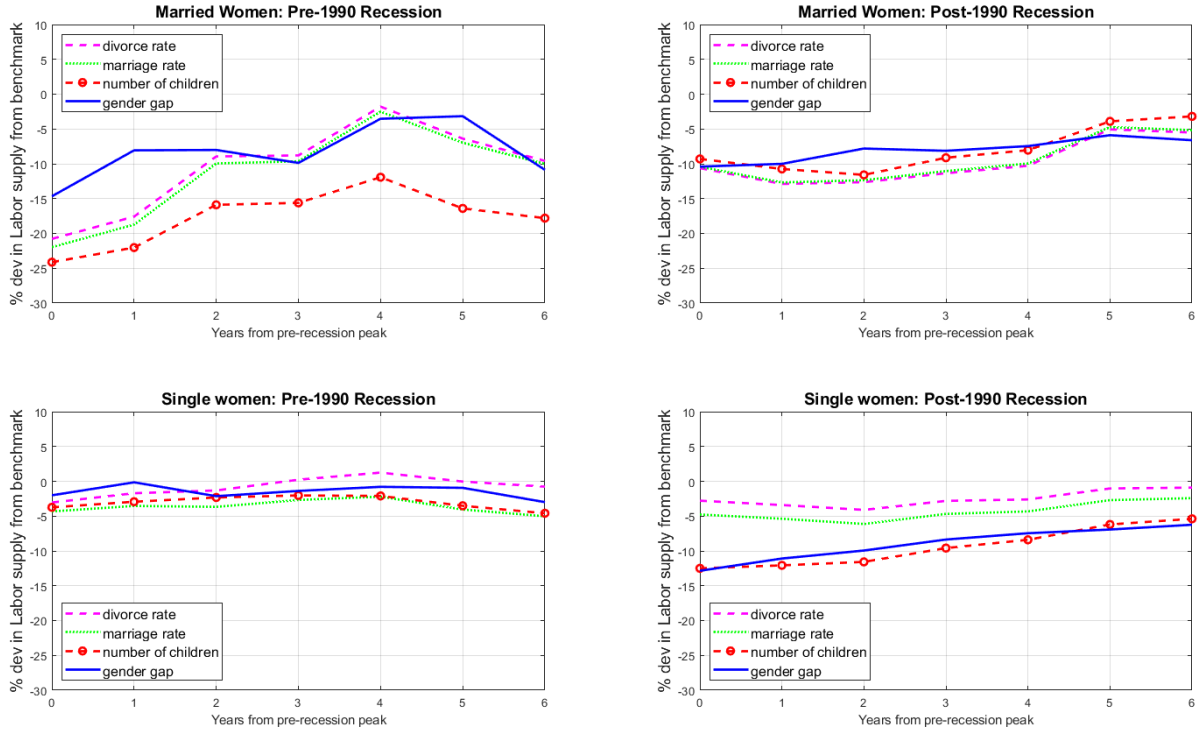 Married Women: Pre-1990 Recession
% dev in Labor supply from benchmark
10
5
0
-5
-10
-15
-20
-25
-30
divorce rate
marriage rate
number of children
gender gap
0 1 2 3 4 5 6
Years from pre-recession peak
Married Women: Post-1990 Recession
% dev in Labor supply from benchmark
10
5
0
-5
-10
-15
-20
-25
-30
divorce rate
marriage rate
number of children
gender gap
0 1 2 3 4 5 6
Years from pre-recession peak
Single women: Pre-1990 Recession
% dev in Labor supply from benchmark
10
5
0
-5
-10
-15
-20
-25
-30
divorce rate
marriage rate
number of children
gender gap
0 1 2 3 4 5 6
Years from pre-recession peak
Single women: Post-1990 Recession
% dev in Labor supply from benchmark
10
5
0
-5
-10
-15
-20
-25
-30
divorce rate
marriage rate
number of children
gender gap
0 1 2 3 4 5 6
Years from pre-recession peak